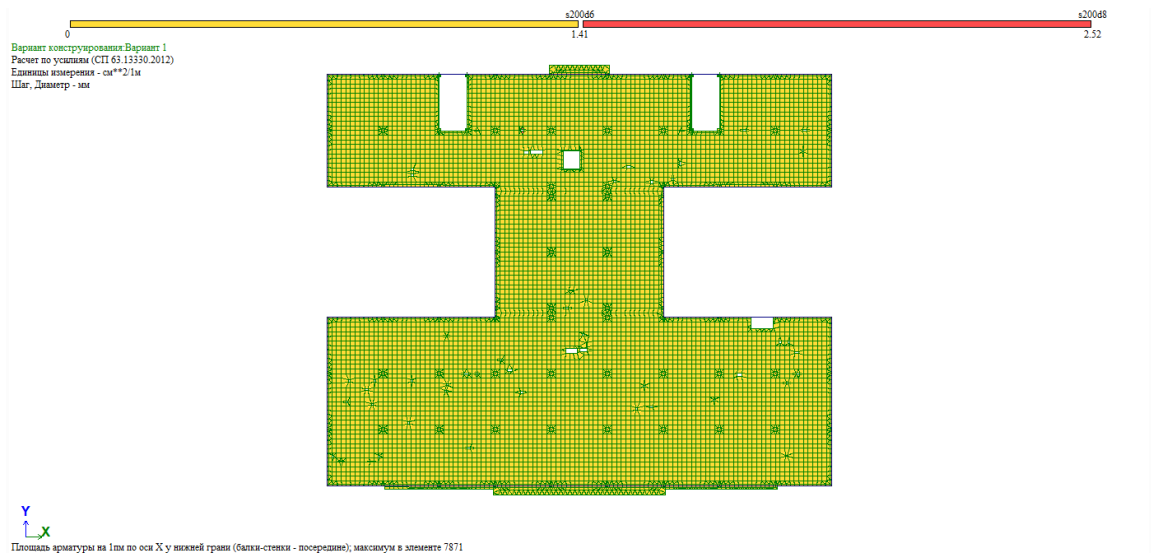 s200d6 s200d8
0 1.41 2.52
Вариант конструирования:Вариант 1
Расчет по усилиям (СП 63.13330.2012)
Единицы измерения - см**2/1м
Шаг, Диаметр - мм
Y
X
Площадь арматуры на 1пм по оси X у нижней грани (балки-стенки - посередине); максимум в элементе 7871